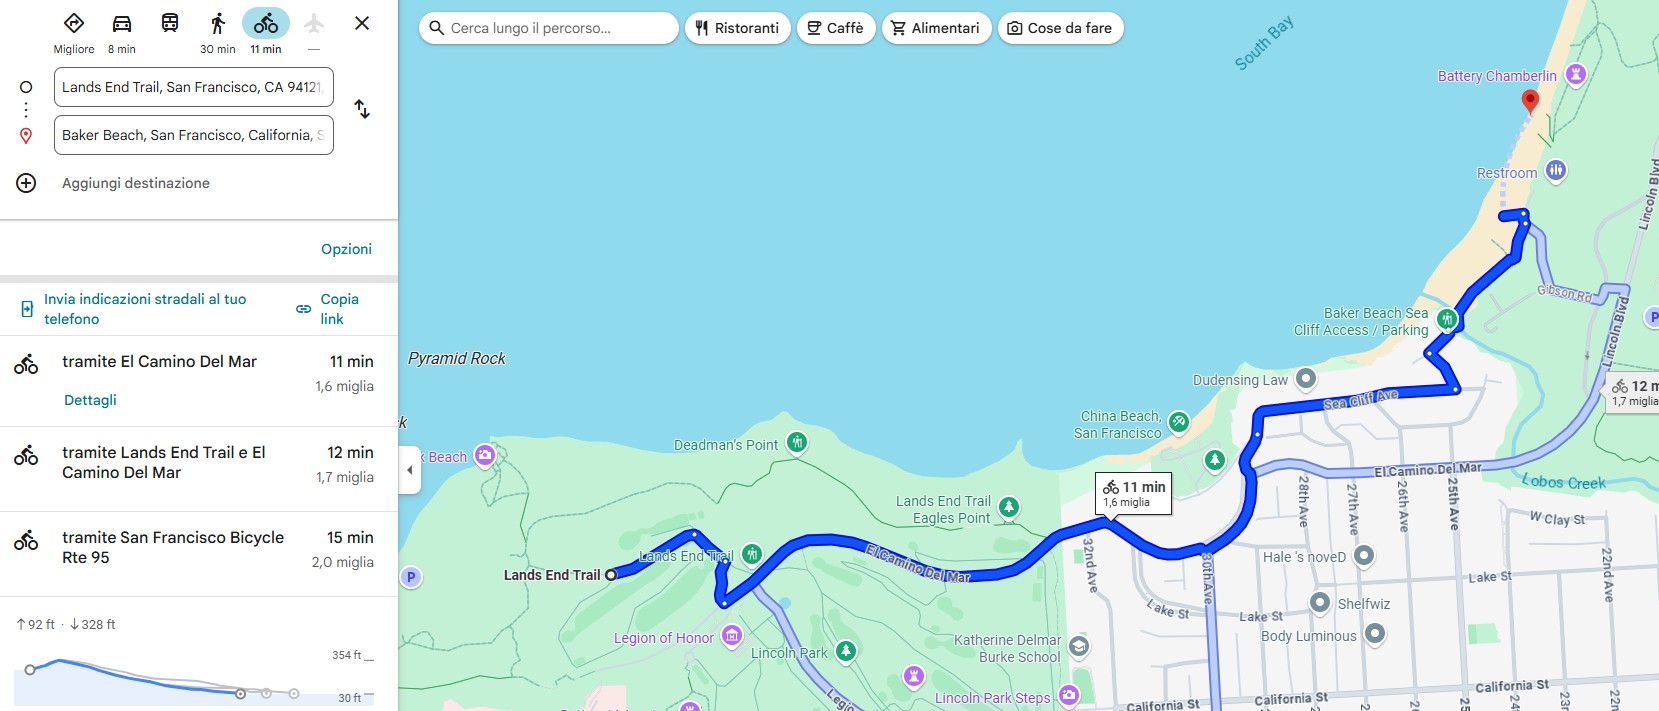 Migliore
8 min
30 min
11 min
—
Lands End Trail, San Francisco, CA 94121,
Baker Beach, San Francisco, California, S
Aggiungi destinazione
Opzioni
Invia indicazioni stradali al tuo
telefono
Copia
link
tramite El Camino Del Mar
11 min
1,6 miglia
Dettagli
tramite Lands End Trail e El
Camino Del Mar
12 min
1,7 miglia
tramite San Francisco Bicycle
Rte 95
15 min
2,0 miglia
92 ft · 328 ft
354 ft
30 ft
Cerca lungo il percorso...
Ristoranti
Caffè
Alimentari
Cose da fare
South Bay
Battery Chamberlin
Restroom
Lincoln Blvd
Gibson Rd
Lincoln Blvd
P
Baker Beach Sea
Cliff Access / Parking
Pyramid Rock
k
Dudensing Law
12 m
1,7 miglia
Sea Cliff Ave
China Beach,
San Francisco
Deadman's Point
k Beach
El Camino Del Mar
Lobos Creek
11 min
1,6 miglia
28th Ave
27th Ave
26th Ave
25th Ave
Lands End Trail
Eagles Point
W Clay St
Lands End Trail
Lands End Trail
El Camino Del Mar
32nd Ave
30th Ave
Hale 's noveD
22nd Ave
P
Lake St
Lake St
Lake St
Shelfwiz
Body Luminous
Legion of Honor
Lincoln Park
Katherine Delmar
Burke School
Lincoln Park Steps
Legio
California St
California St
California St
25
24
23r
22n